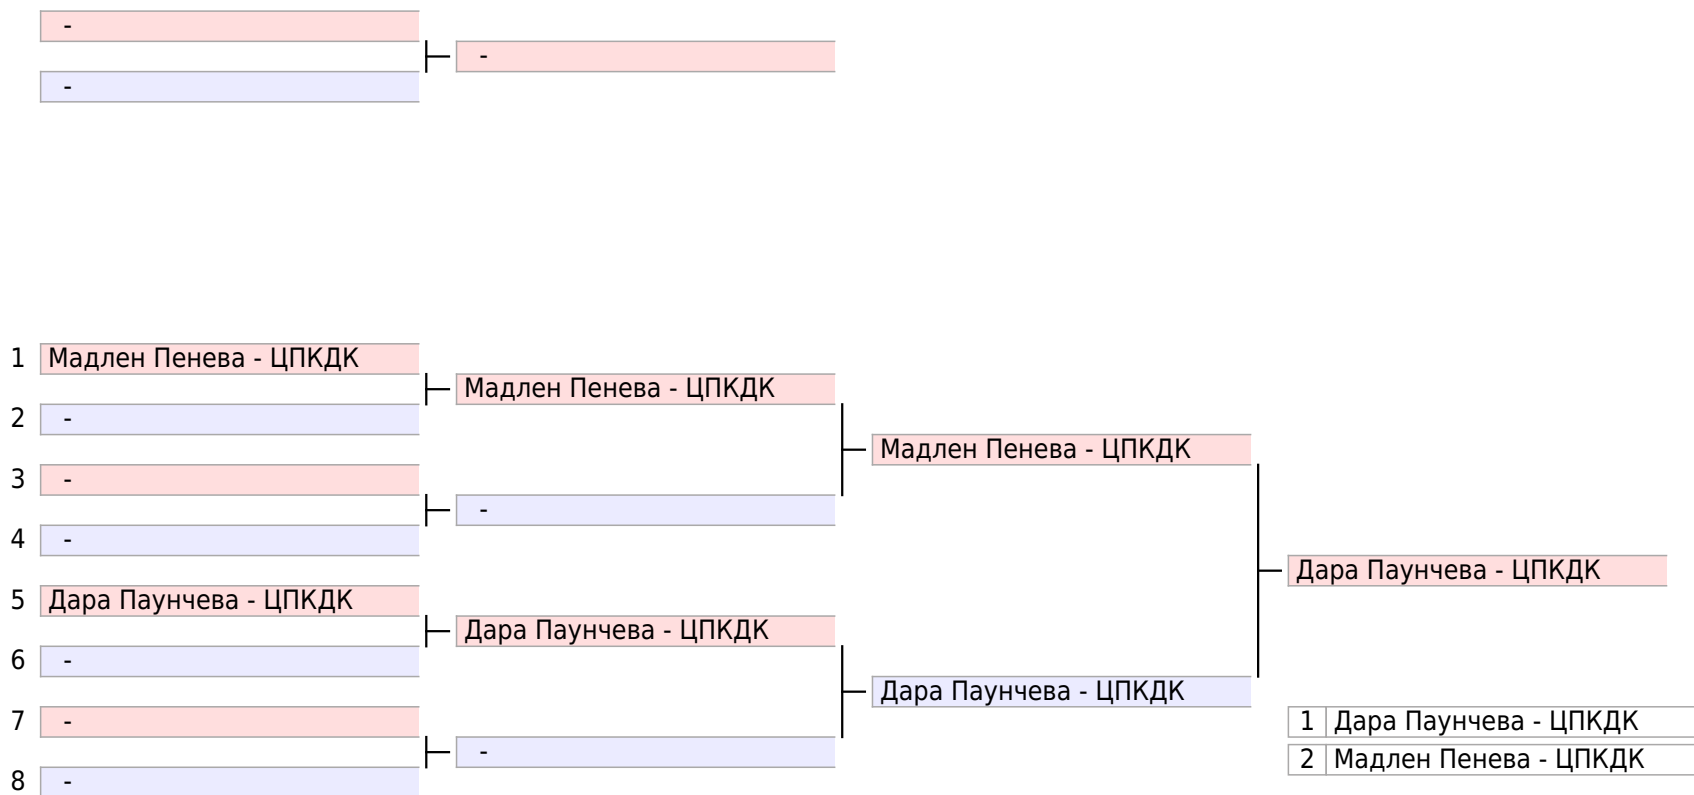 -
-
-
1 Мадлен Пенева - ЦПКДК
Мадлен Пенева - ЦПКДК
2 -
Мадлен Пенева - ЦПКДК
3 -
-
4 -
Дара Паунчева - ЦПКДК
5 Дара Паунчева - ЦПКДК
Дара Паунчева - ЦПКДК
6 -
Дара Паунчева - ЦПКДК
7 -
1 Дара Паунчева - ЦПКДК
-
2 Мадлен Пенева - ЦПКДК
8 -